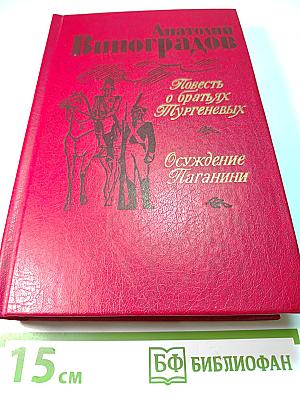 Анатолий
Виноградов
Повесть
о братьях
Тургеневых
Осуждение
Паганини
15 см
БФ БИБЛИОФАН